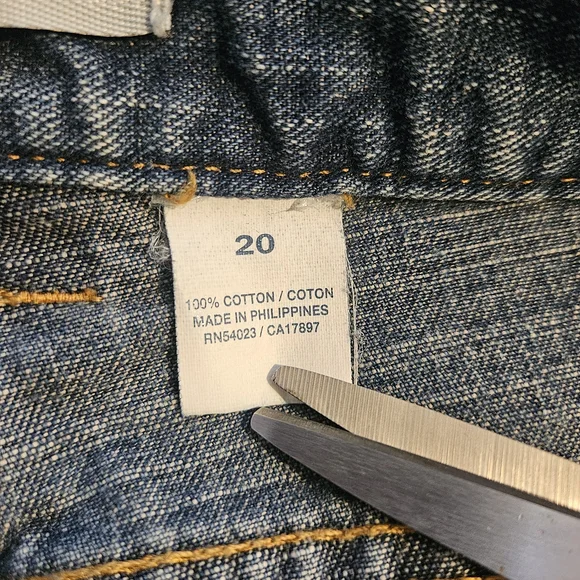 20
100% COTTON / COTON
MADE IN PHILIPPINES
RN54023 / CA17897